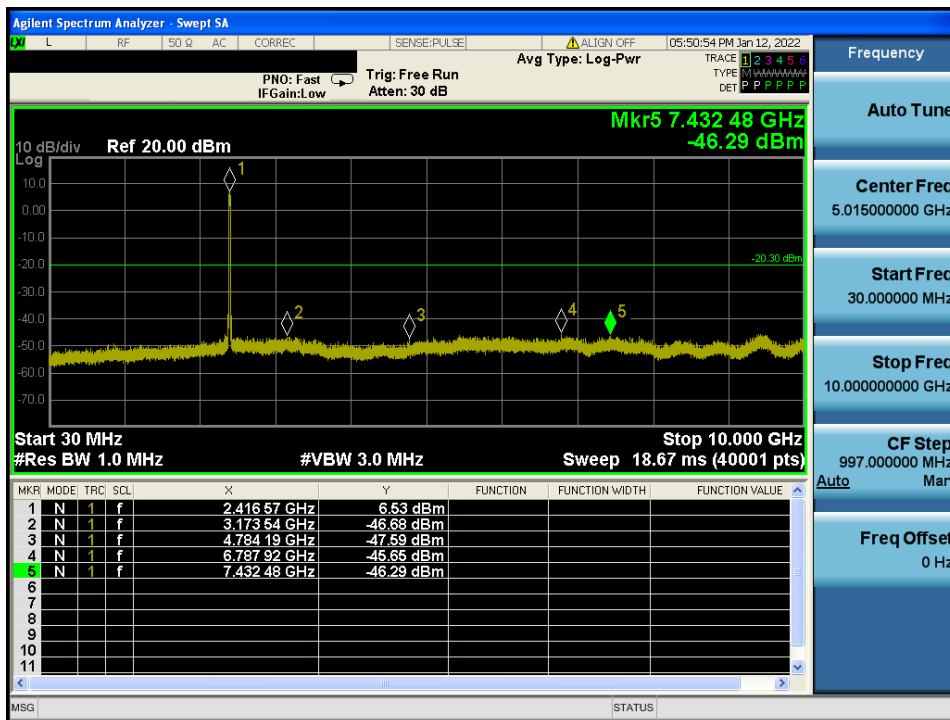 Agilent Spectrum Analyzer - Swept SA
LXI L RF 50 Ω AC CORREC SENSE:PULSE ALIGN OFF 05:50:54 PM Jan 12, 2022
Frequency
Avg Type: Log-Pwr
TRACE 1 2 3 4 5 6
PNO: Fast
Trig: Free Run
TYPE M WWWWW
IFGain:Low
Atten: 30 dB
DET P P P P P P
Auto Tune
Mkr5 7.432 48 GHz
10 dB/div Ref 20.00 dBm -46.29 dBm
Log
1
10.0
0.00
-10.0
-20.0
-20.30 dBm
-30.0
-40.0
2 3 4 5
-50.0
-60.0
-70.0
Center Freq
5.015000000 GHz
Start Freq
30.000000 MHz
Stop Freq
10.000000000 GHz
Start 30 MHz Stop 10.000 GHz
#Res BW 1.0 MHz #VBW 3.0 MHz Sweep 18.67 ms (40001 pts)
CF Step
997.000000 MHz
Auto Man
MKR MODE TRC SCL X Y FUNCTION FUNCTION WIDTH FUNCTION VALUE
1 N 1 f 2.416 57 GHz 6.53 dBm
2 N 1 f 3.173 54 GHz -46.68 dBm
3 N 1 f 4.784 19 GHz -47.59 dBm
4 N 1 f 6.787 92 GHz -45.65 dBm
5 N 1 f 7.432 48 GHz -46.29 dBm
6
7
8
9
10
11
Freq Offset
0 Hz
MSG STATUS